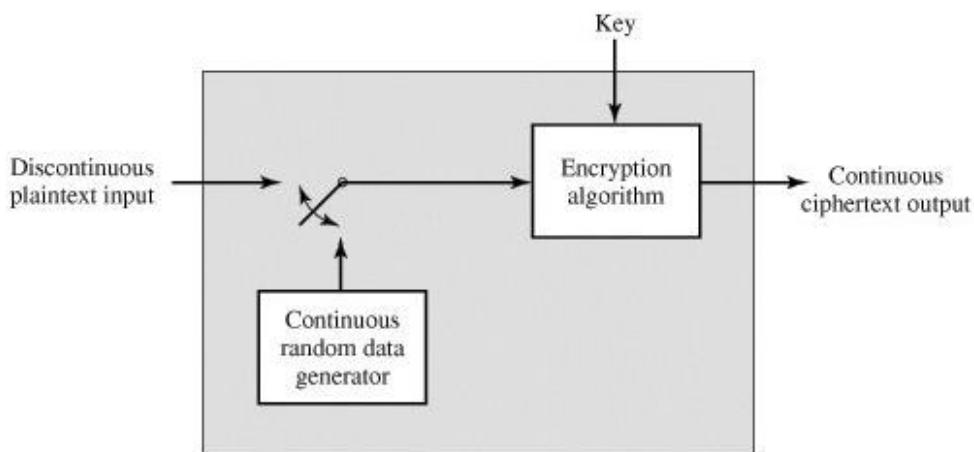 Key
Discontinuous
plaintext input
Encryption
algorithm
Continuous
ciphertext output
Continuous
random data
generator